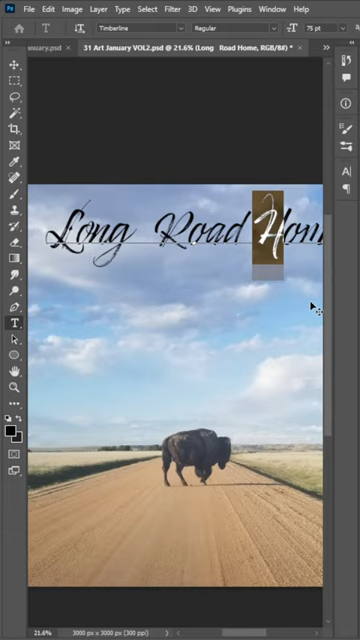 Ps File Edit Image Layer Type Select Filter 3D View Plugins Window Help
T Timberline Regular 75 pt
nuary.psd × 31 Art January VOL2.psd @ 21.6% (Long Road Home, RGB/8#) * ×
Long Road Hom
21.6% 3000 px x 3000 px (300 ppi)